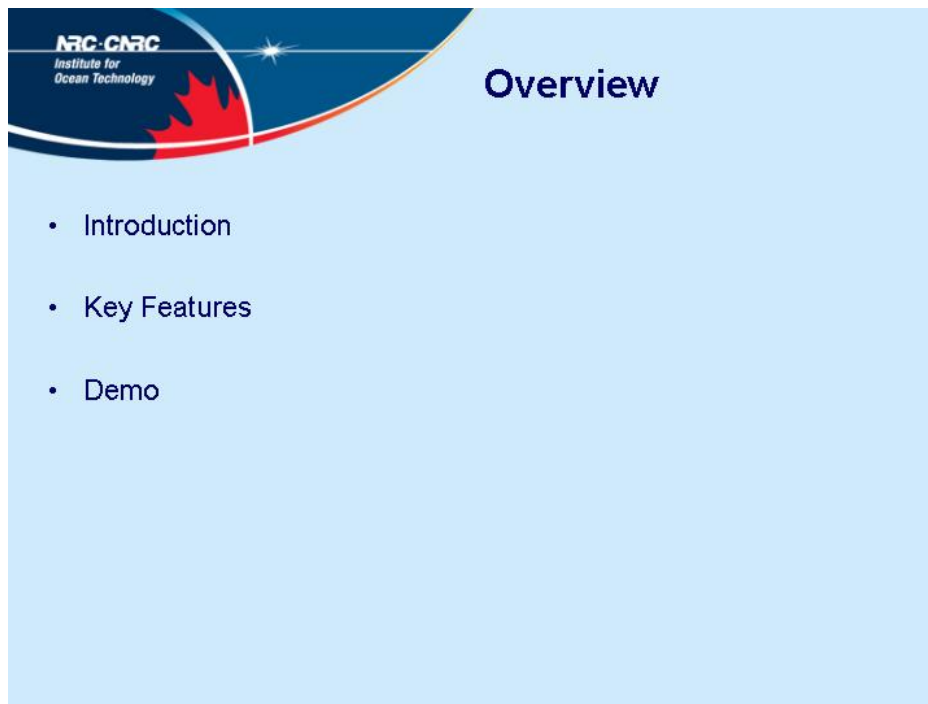 NRC·CNRC
Institute for
Ocean Technology
Overview
• Introduction
• Key Features
• Demo